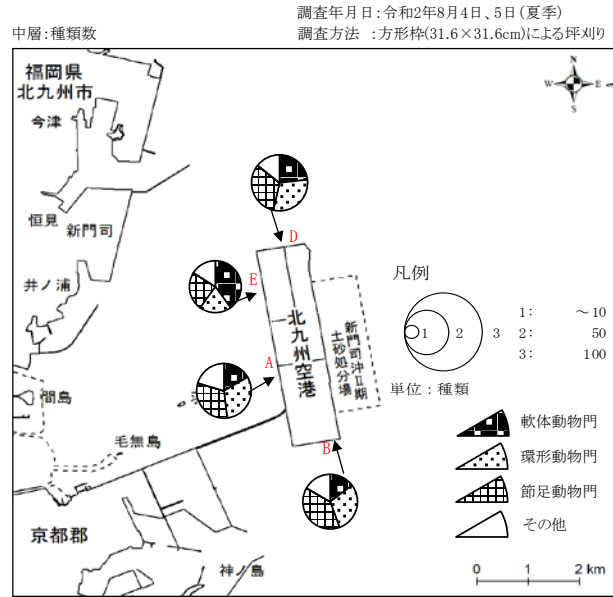 調査年月日:令和2年8月4日、5日(夏季)
中層:種類数
調査方法 :方形枠(31.6×31.6cm)による坪刈り
福岡県
北九州市
今津
恒見
新門司
井ノ浦
間島
毛無島
京都郡
神ノ島
N
W
E
S
D
E
A
B
北九州空港
新門司沖Ⅱ期
土砂処分場
凡例
1
2
3
1: ~10
2: 50
3: 100
単位:種類
軟体動物門
環形動物門
節足動物門
その他
0 1 2 km